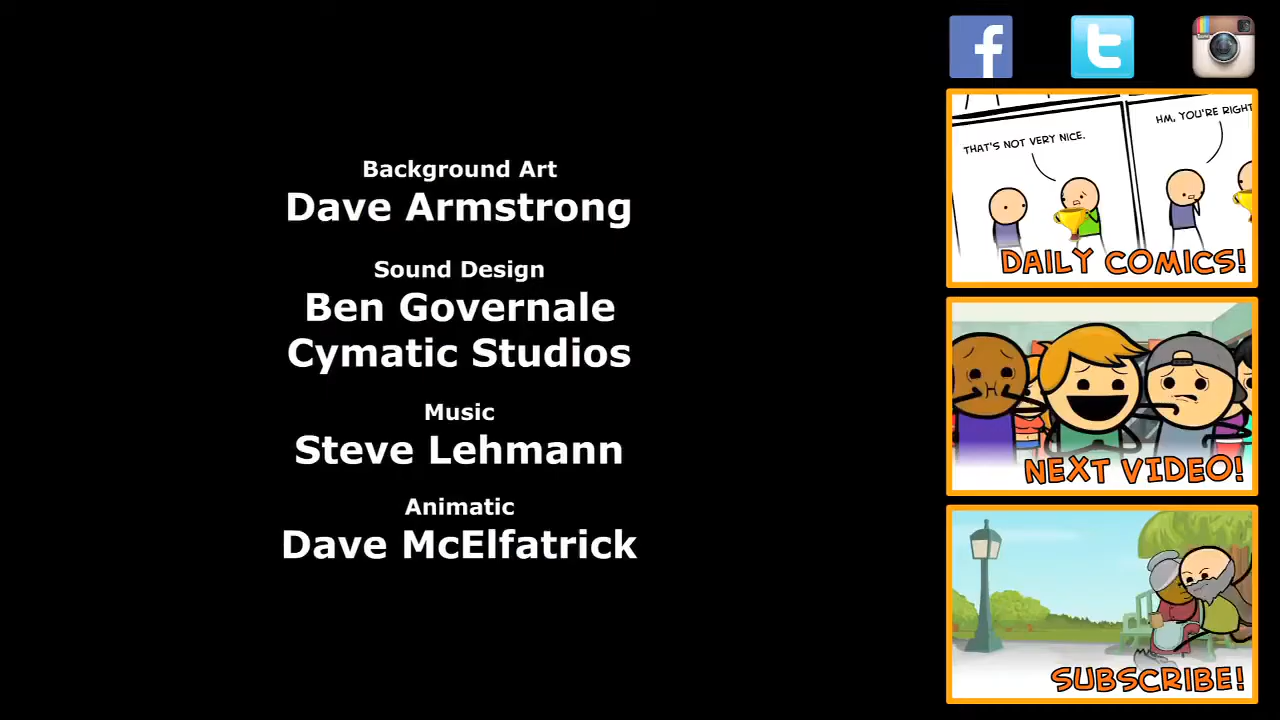 Background Art
Dave Armstrong
Sound Design
Ben Governale
Cymatic Studios
Music
Steve Lehmann
Animatic
Dave McElfatrick
THAT'S NOT VERY NICE.
HM, YOU'RE RIGHT
DAILY COMICS!
NEXT VIDEO!
SUBSCRIBE!